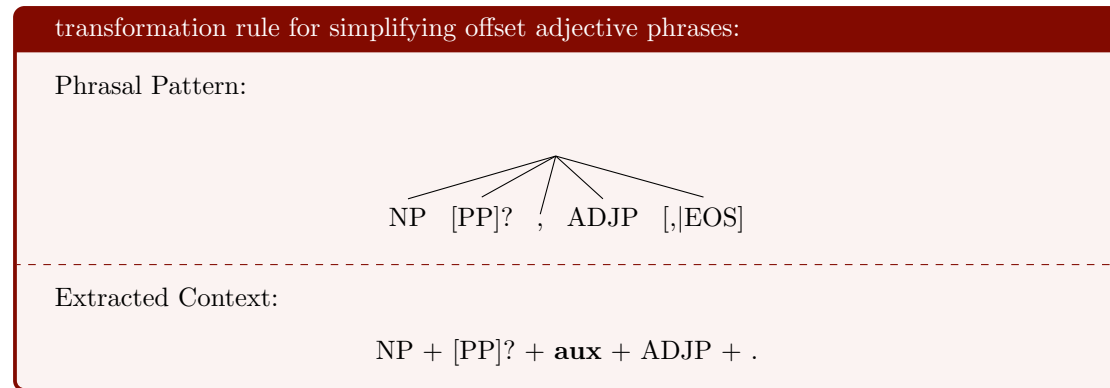 transformation rule for simplifying offset adjective phrases:
Phrasal Pattern:
NP [PP]? , ADJP [,|EOS]
Extracted Context:
NP + [PP]? + aux + ADJP + .